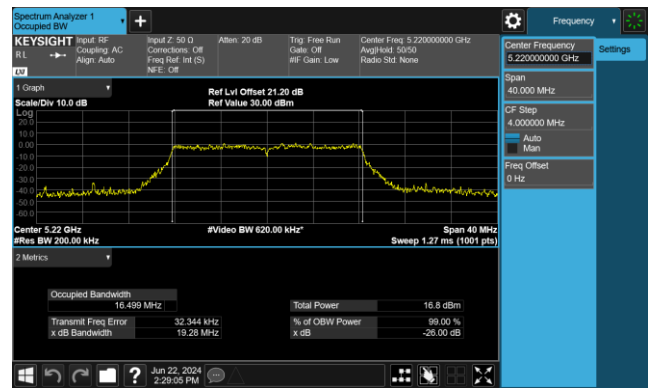 Spectrum Analyzer 1
Occupied BW
Frequency
KEYSIGHT
RL
Input: RF
Coupling: AC
Align: Auto
Input Z: 50 Ω
Corrections: Off
Freq Ref: Int (S)
NFE: Off
Atten: 20 dB
Trig: Free Run
Gate: Off
#IF Gain: Low
Center Freq: 5.220000000 GHz
Avg|Hold: 50/50
Radio Std: None
Center Frequency
5.220000000 GHz
Settings
Span
40.000 MHz
CF Step
4.000000 MHz
Auto
Man
Freq Offset
0 Hz
1 Graph
Scale/Div 10.0 dB
Ref Lvl Offset 21.20 dB
Ref Value 30.00 dBm
Log
20.0
10.0
0.00
-10.0
-20.0
-30.0
-40.0
-50.0
-60.0
Center 5.22 GHz
#Res BW 200.00 kHz
#Video BW 620.00 kHz*
Span 40 MHz
Sweep 1.27 ms (1001 pts)
2 Metrics
Occupied Bandwidth
16.499 MHz
Total Power 16.8 dBm
Transmit Freq Error 32.344 kHz
% of OBW Power 99.00 %
x dB Bandwidth 19.28 MHz
x dB -26.00 dB
Jun 22, 2024
2:29:05 PM